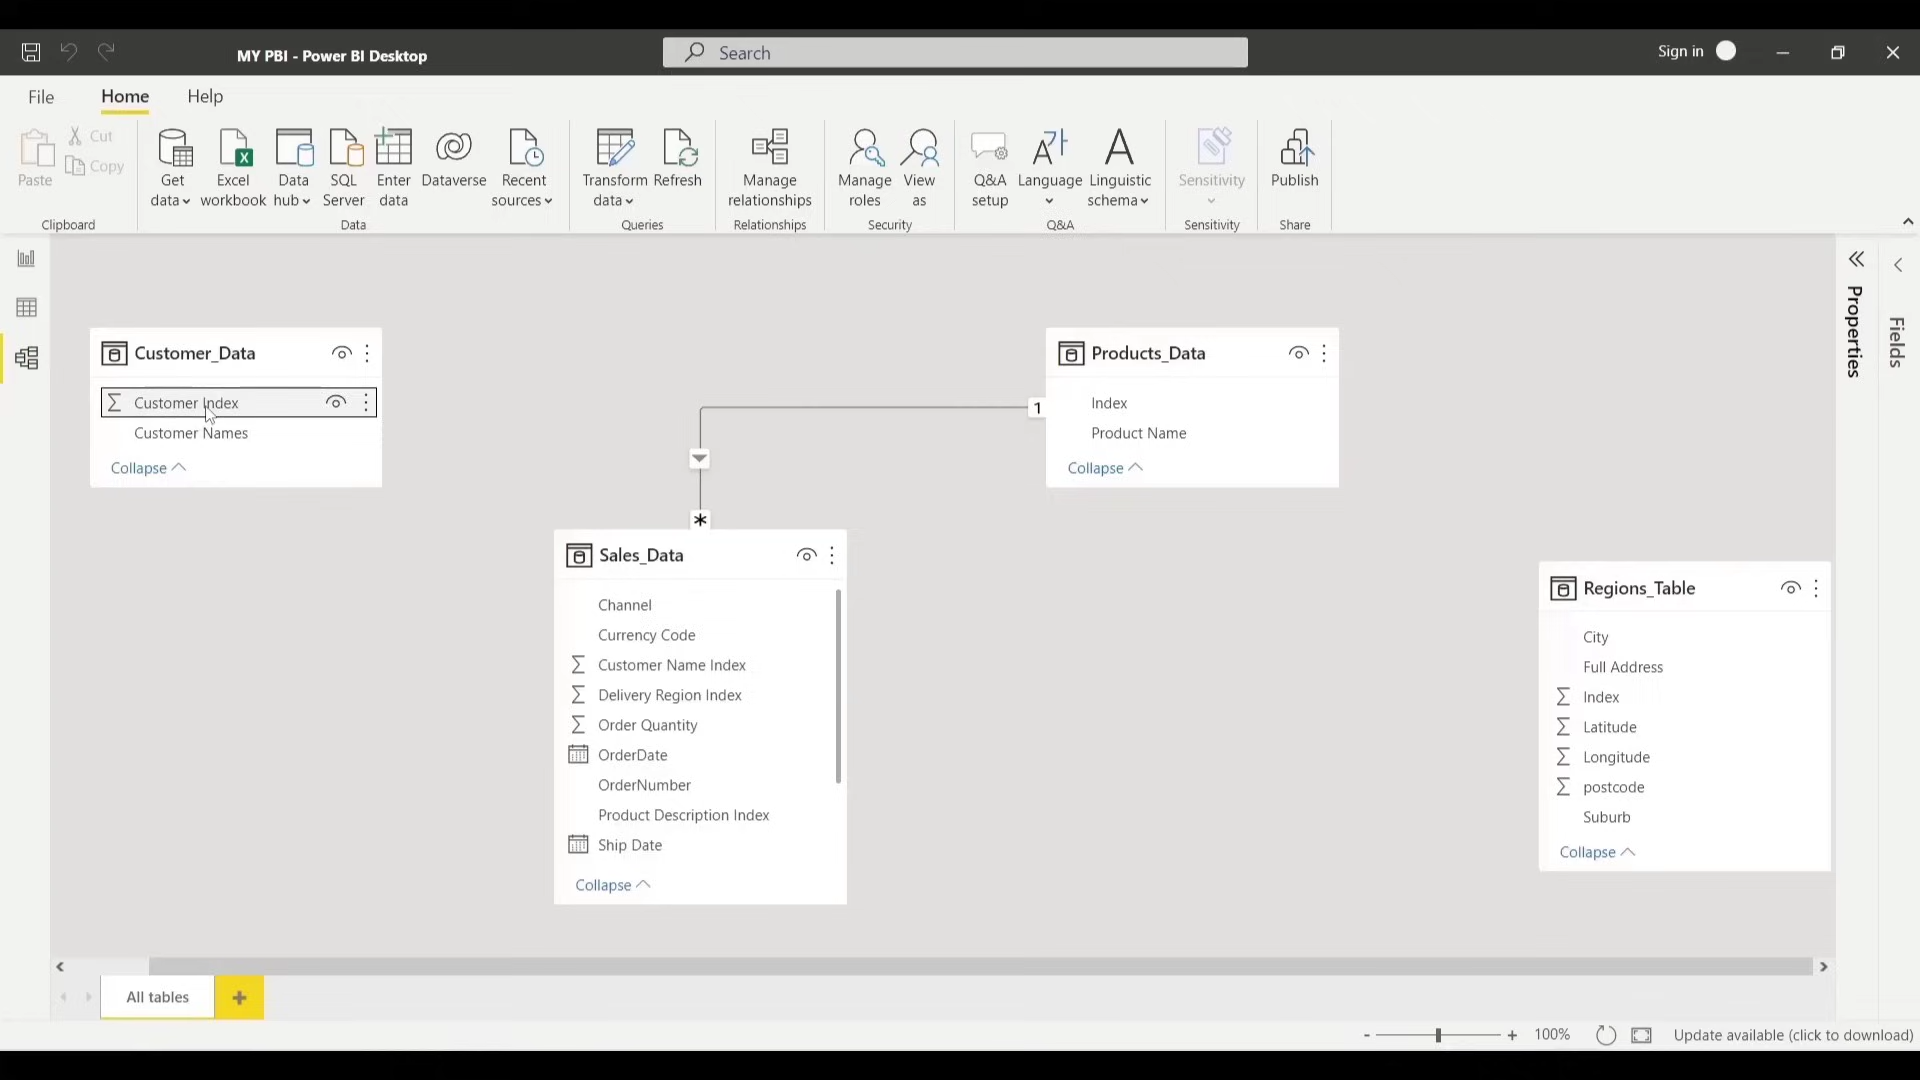 MY PBI - Power BI Desktop
Search
Sign in
File
Home
Help
Paste
Cut
Copy
Clipboard
Get data
Excel workbook
Data hub
SQL Server
Enter data
Dataverse
Recent sources
Data
Transform data
Refresh
Queries
Manage relationships
Relationships
Manage roles
View as
Security
Q&A setup
Language
Linguistic schema
Q&A
Sensitivity
Sensitivity
Publish
Share
Customer_Data
Customer Index
Customer Names
Collapse
Products_Data
Index
Product Name
Collapse
1
*
Sales_Data
Channel
Currency Code
Customer Name Index
Delivery Region Index
Order Quantity
OrderDate
OrderNumber
Product Description Index
Ship Date
Collapse
Regions_Table
City
Full Address
Index
Latitude
Longitude
postcode
Suburb
Collapse
Properties
Fields
All tables
+
- + 100%
Update available (click to download)